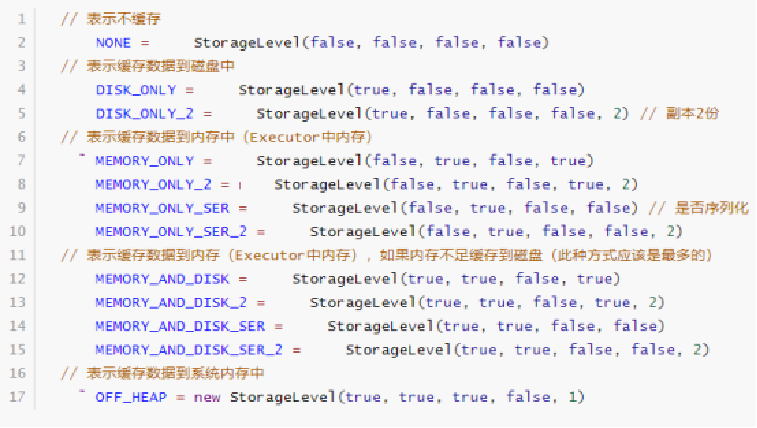 1 // 表示不缓存
2 NONE = StorageLevel(false, false, false, false)
3 // 表示缓存数据到磁盘中
4 DISK_ONLY = StorageLevel(true, false, false, false)
5 DISK_ONLY_2 = StorageLevel(true, false, false, false, 2) // 副本2份
6 // 表示缓存数据到内存中（Executor中内存）
7 MEMORY_ONLY = StorageLevel(false, true, false, true)
8 MEMORY_ONLY_2 = StorageLevel(false, true, false, true, 2)
9 MEMORY_ONLY_SER = StorageLevel(false, true, false, false) // 是否序列化
10 MEMORY_ONLY_SER_2 = StorageLevel(false, true, false, false, 2)
11 // 表示缓存数据到内存（Executor中内存），如果内存不足缓存到磁盘（此种方式应该是最多的）
12 MEMORY_AND_DISK = StorageLevel(true, true, false, true)
13 MEMORY_AND_DISK_2 = StorageLevel(true, true, false, true, 2)
14 MEMORY_AND_DISK_SER = StorageLevel(true, true, false, false)
15 MEMORY_AND_DISK_SER_2 = StorageLevel(true, true, false, false, 2)
16 // 表示缓存数据到系统内存中
17 OFF_HEAP = new StorageLevel(true, true, true, false, 1)